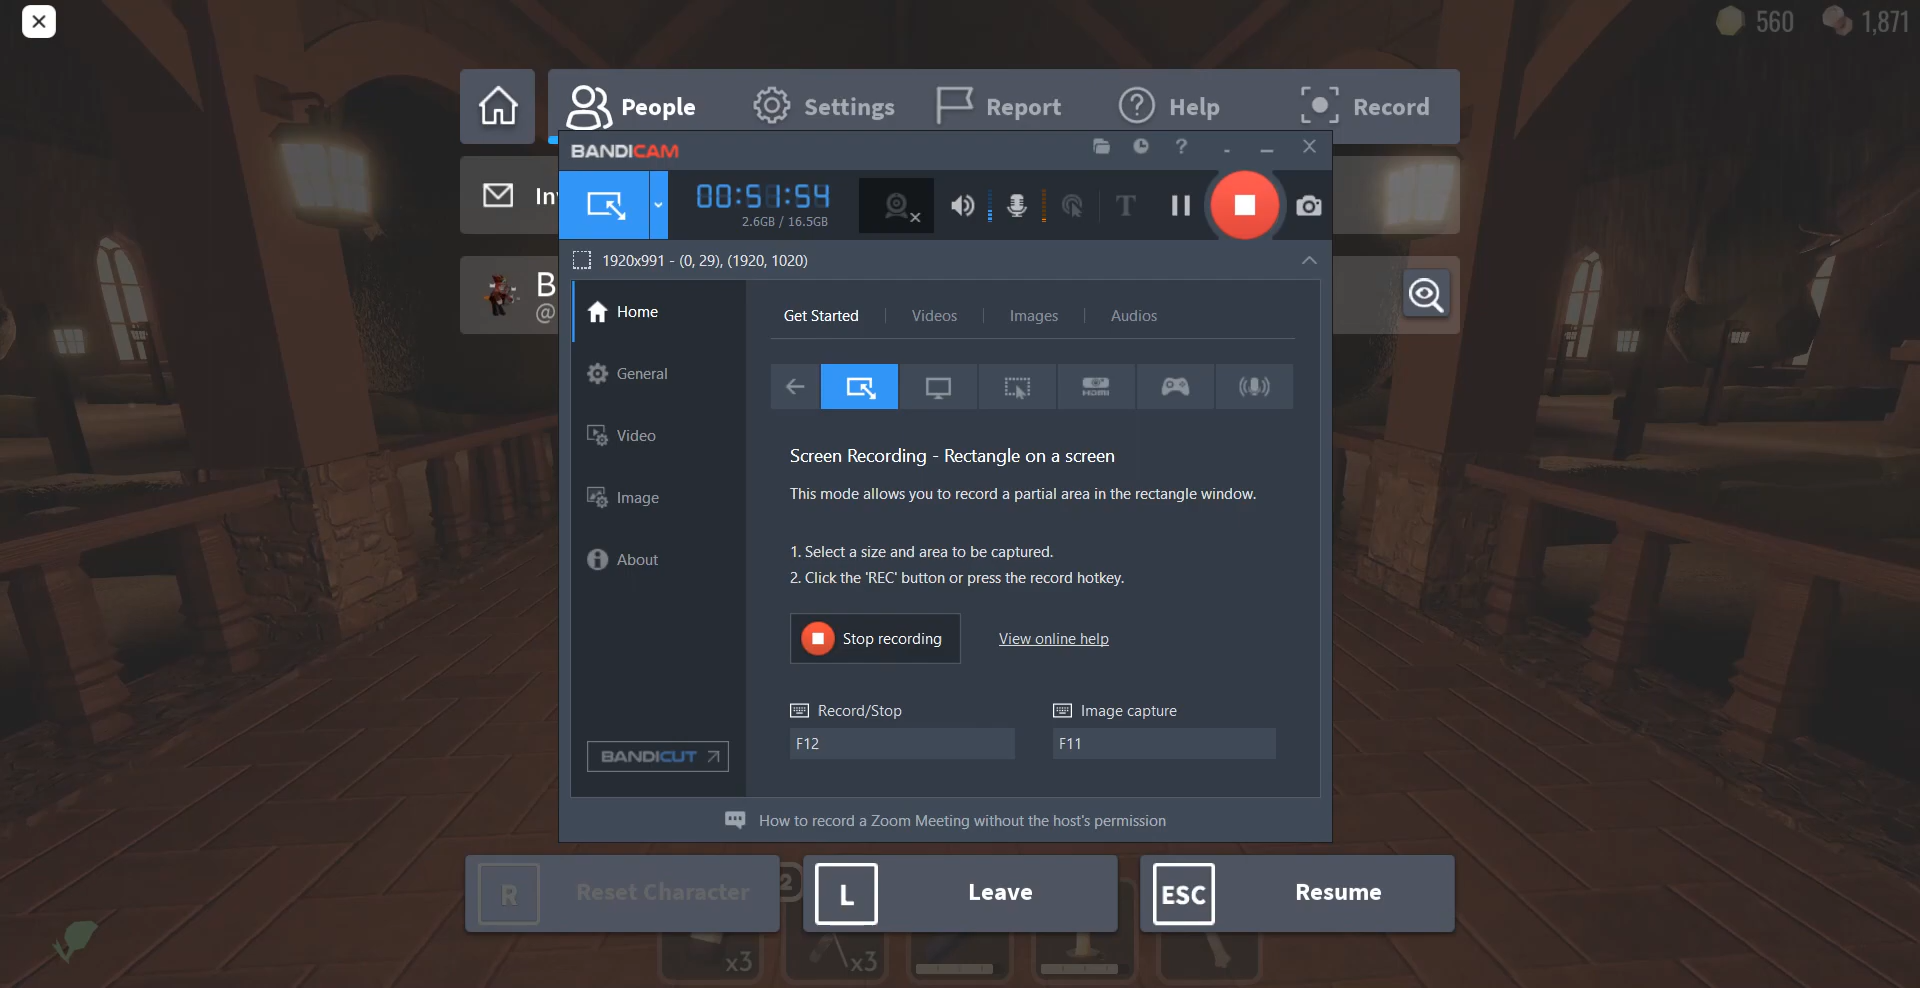 560 1,871
People Settings Report Help Record
BANDICAM
In
00:51:54
2.6GB / 16.5GB
T
1920x991 - (0, 29), (1920, 1020)
B
@
Home
General
Video
Image
About
BANDICUT
Get Started Videos Images Audios
HDMI
Screen Recording - Rectangle on a screen
This mode allows you to record a partial area in the rectangle window.
1. Select a size and area to be captured.
2. Click the 'REC' button or press the record hotkey.
Stop recording View online help
Record/Stop Image capture
F12 F11
How to record a Zoom Meeting without the host's permission
R Reset Character 2 L Leave ESC Resume
x3 x3